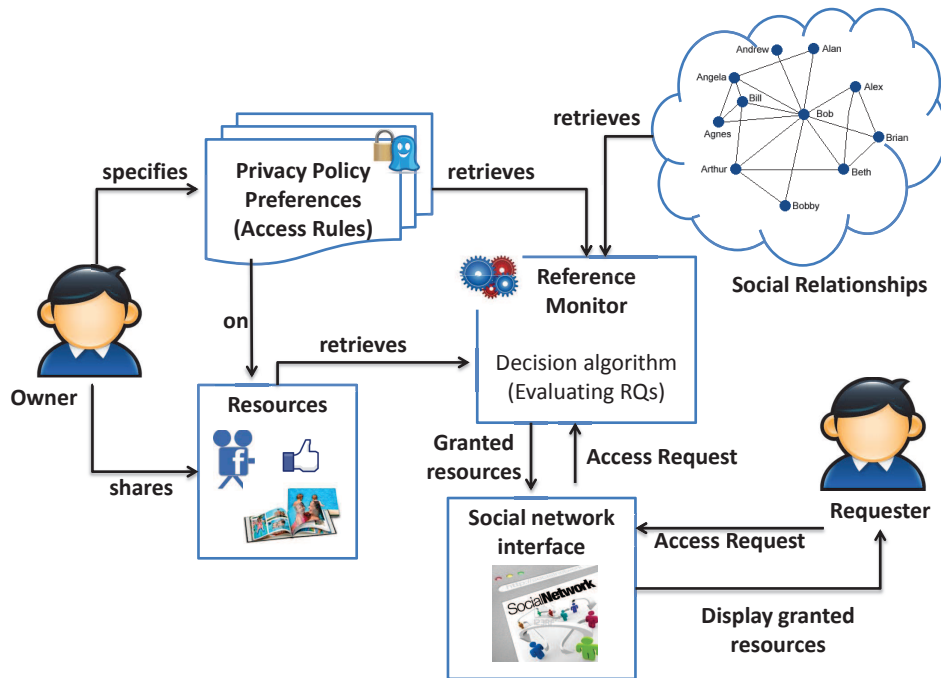 specifies
Privacy Policy
Preferences
(Access Rules)
retrieves
retrieves
Andrew
Alan
Angela
Alex
Bill
Bob
Agnes
Brian
Arthur
Beth
Bobby
Social Relationships
Reference
Monitor
Decision algorithm
(Evaluating RQs)
on
retrieves
Owner
shares
Resources
f
Granted
resources
Access Request
Social network
interface
SocialNetwork
Requester
Access Request
Display granted
resources